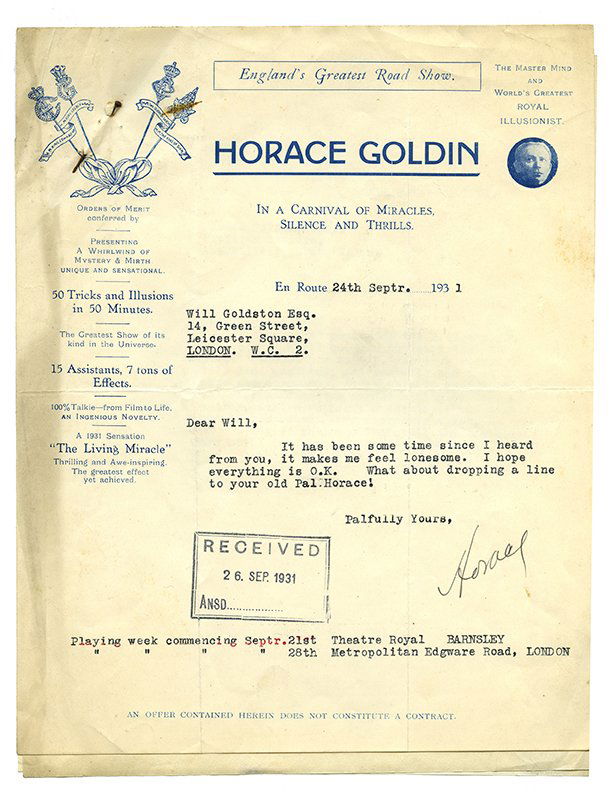 England's Greatest Road Show.
THE MASTER MIND
AND
WORLD'S GREATEST
ROYAL
ILLUSIONIST.
HORACE GOLDIN
IN A CARNIVAL OF MIRACLES,
SILENCE AND THRILLS.
ORDERS OF MERIT
conferred by
PRESENTING
A WHIRLWIND OF
MYSTERY & MIRTH
UNIQUE AND SENSATIONAL.
50 Tricks and Illusions
in 50 Minutes.
The Greatest Show of its
kind in the Universe.
15 Assistants, 7 tons of
Effects.
100% Talkie—from Film to Life.
AN INGENIOUS NOVELTY.
A 1931 Sensation
"The Living Miracle"
Thrilling and Awe-inspiring.
The greatest effect
yet achieved.
En Route 24th Septr. ........193 1
Will Goldston Esq.
14, Green Street,
Leicester Square,
LONDON. W.C. 2.
Dear Will,
It has been some time since I heard
from you, it makes me feel lonesome. I hope
everything is O.K. What about dropping a line
to your old Pal Horace!
Palfully Yours,
Horace
RECEIVED
26. SEP. 1931
ANSD...............
Playing week commencing Septr.21st Theatre Royal BARNSLEY
" " " " 28th Metropolitan Edgware Road, LONDON
AN OFFER CONTAINED HEREIN DOES NOT CONSTITUTE A CONTRACT.